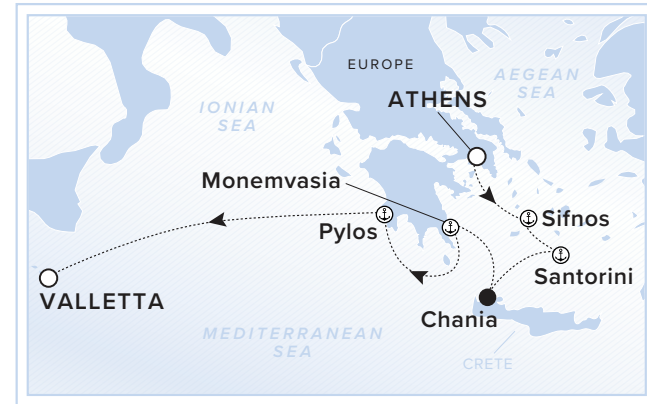 EUROPE
AEGEAN
SEA
ATHENS
IONIAN
SEA
Monemvasia
Sifnos
Pylos
Santorini
VALLETTA
Chania
MEDITERRANEAN
SEA
CRETE